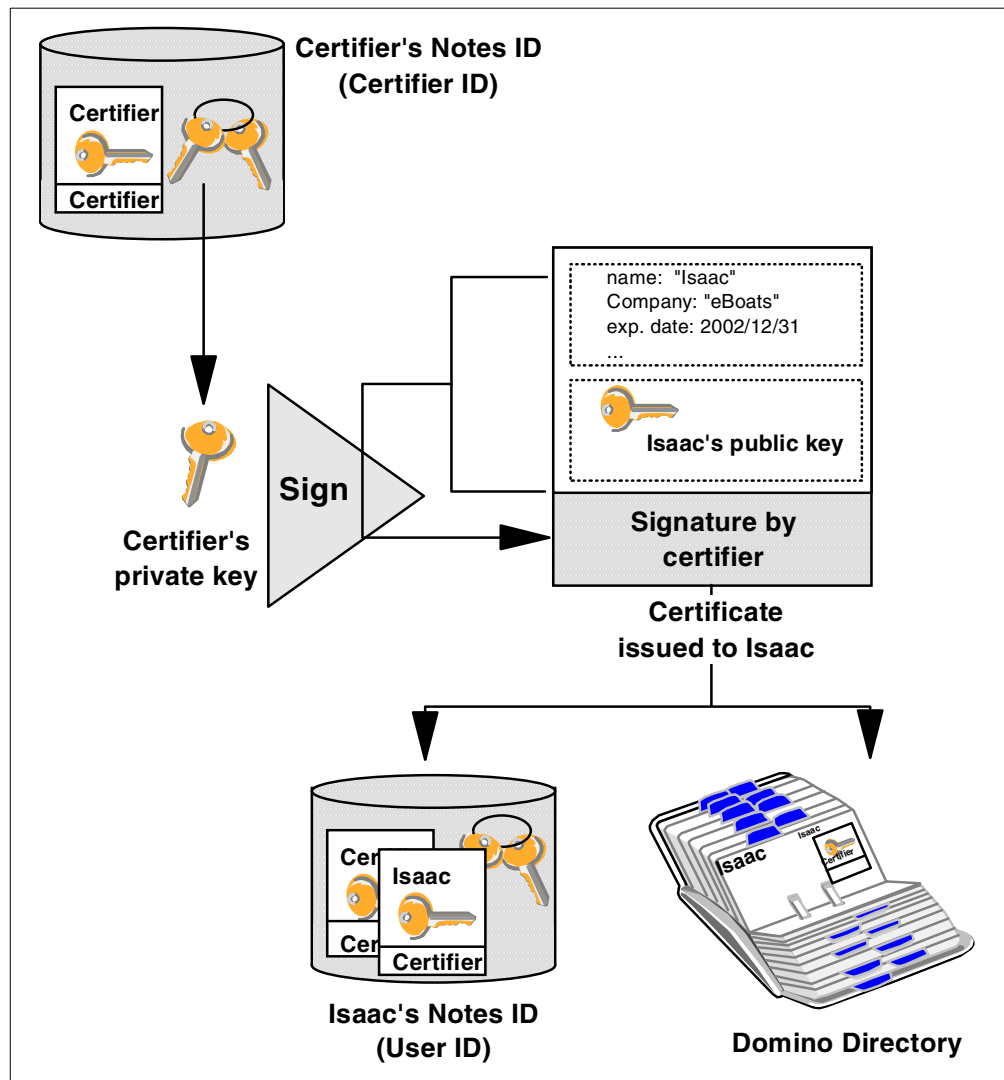 Certifier's Notes ID
(Certifier ID)
Certifier
Certifier
name: "Isaac"
Company: "eBoats"
exp. date: 2002/12/31
...
Isaac's public key
Sign
Certifier's
private key
Signature by
certifier
Certificate
issued to Isaac
Cer
Cer
Isaac
Certifier
Isaac
Isaac
Certifier
Isaac's Notes ID
(User ID)
Domino Directory